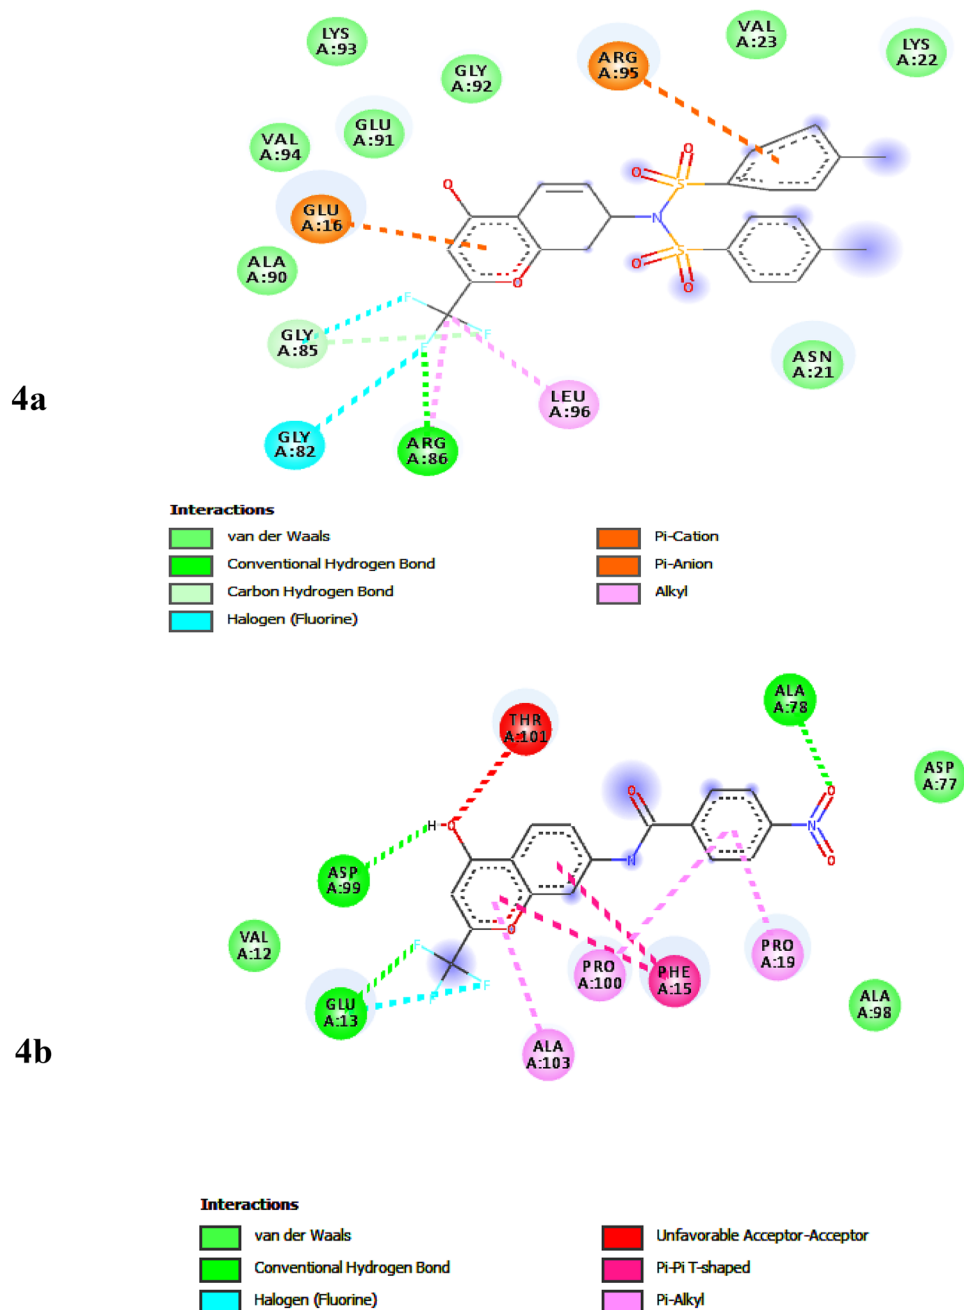 LYS
A:93
GLY
A:92
ARG
A:95
VAL
A:23
LYS
A:22
VAL
A:94
GLU
A:91
GLU
A:16
ALA
A:90
GLY
A:85
GLY
A:82
ARG
A:86
LEU
A:96
ASN
A:21
O
O
O
S
N
S
O
O
O
F
F
F
4a
Interactions
van der Waals
Conventional Hydrogen Bond
Carbon Hydrogen Bond
Halogen (Fluorine)
Pi-Cation
Pi-Anion
Alkyl
THR
A:101
ALA
A:78
ASP
A:77
ASP
A:99
VAL
A:12
GLU
A:13
ALA
A:103
PRO
A:100
PHE
A:15
PRO
A:19
ALA
A:98
H
O
O
N
N
O
O
O
F
F
F
4b
Interactions
van der Waals
Conventional Hydrogen Bond
Halogen (Fluorine)
Unfavorable Acceptor-Acceptor
Pi-Pi T-shaped
Pi-Alkyl